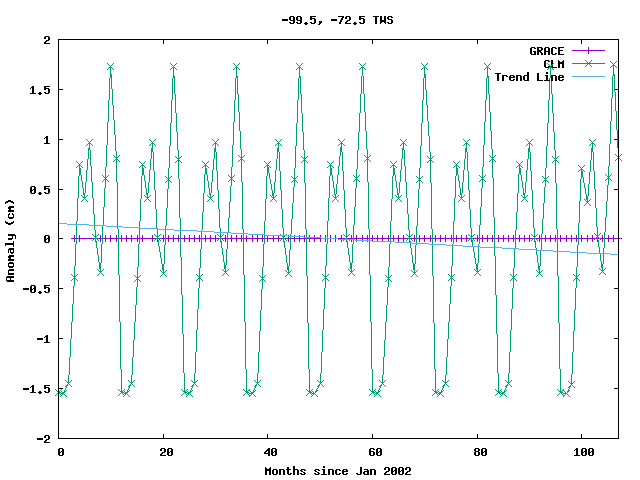 -99.5, -72.5 TWS
GRACE
CLM
Trend Line
2
1.5
1
0.5
0
-0.5
-1
-1.5
-2
Anomaly (cm)
0 20 40 60 80 100
Months since Jan 2002